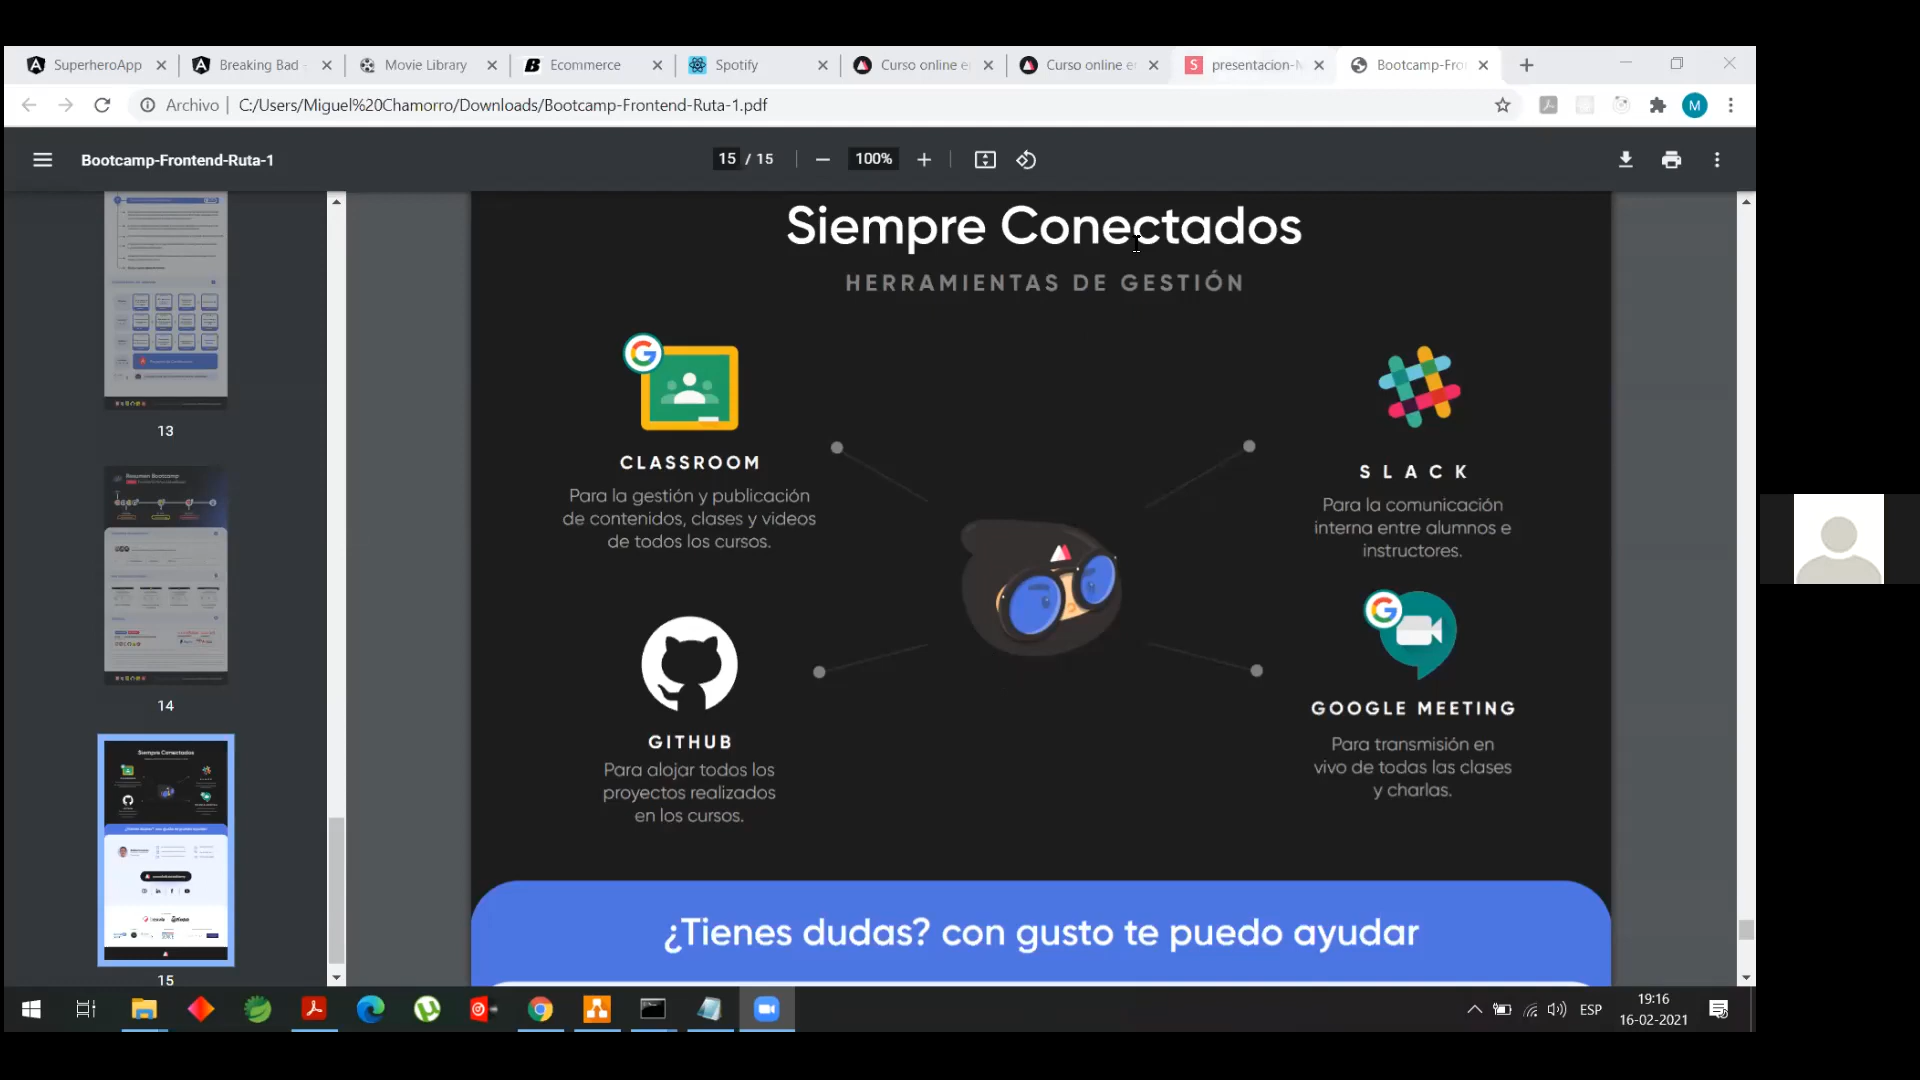 SuperheroApp
Breaking Bad
Movie Library
Ecommerce
Spotify
Curso online e
Curso online e
presentacion-
Bootcamp-Fro
Archivo | C:/Users/Miguel%20Chamorro/Downloads/Bootcamp-Frontend-Ruta-1.pdf
M
Bootcamp-Frontend-Ruta-1
15 / 15
100%
13
Resumen Bootcamp
14
Siempre Conectados
15
Siempre Conectados
HERRAMIENTAS DE GESTIÓN
CLASSROOM
Para la gestión y publicación
de contenidos, clases y videos
de todos los cursos.
SLACK
Para la comunicación
interna entre alumnos e
instructores.
GITHUB
Para alojar todos los
proyectos realizados
en los cursos.
GOOGLE MEETING
Para transmisión en
vivo de todas las clases
y charlas.
¿Tienes dudas? con gusto te puedo ayudar
ESP
19:16
16-02-2021